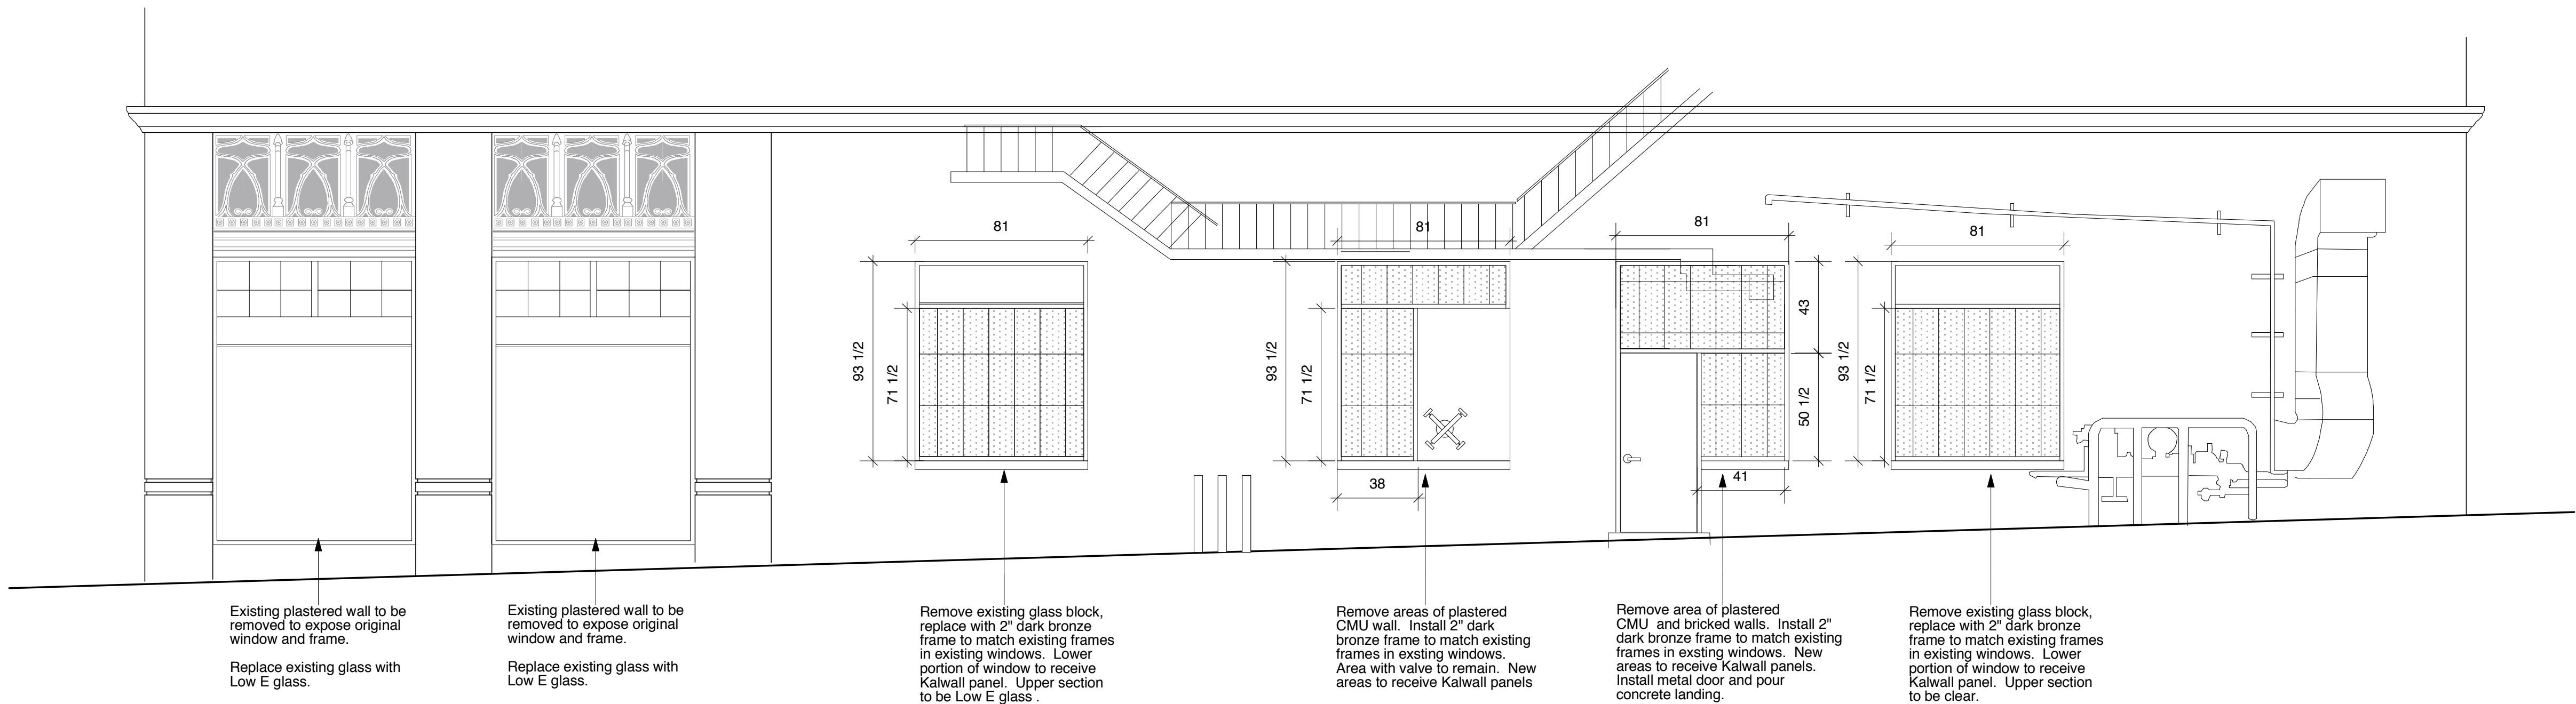 81
81
81
81
93 1/2
71 1/2
93 1/2
71 1/2
43
50 1/2
93 1/2
71 1/2
38
41
Existing plastered wall to be
removed to expose original
window and frame.
Replace existing glass with
Low E glass.
Existing plastered wall to be
removed to expose original
window and frame.
Replace existing glass with
Low E glass.
Remove existing glass block,
replace with 2" dark bronze
frame to match existing frames
in existing windows. Lower
portion of window to receive
Kalwall panel. Upper section
to be Low E glass .
Remove areas of plastered
CMU wall. Install 2" dark
bronze frame to match existing
frames in exsting windows.
Area with valve to remain. New
areas to receive Kalwall panels
Remove area of plastered
CMU and bricked walls. Install 2"
dark bronze frame to match existing
frames in exsting windows. New
areas to receive Kalwall panels.
Install metal door and pour
concrete landing.
Remove existing glass block,
replace with 2" dark bronze
frame to match existing frames
in existing windows. Lower
portion of window to receive
Kalwall panel. Upper section
to be clear.